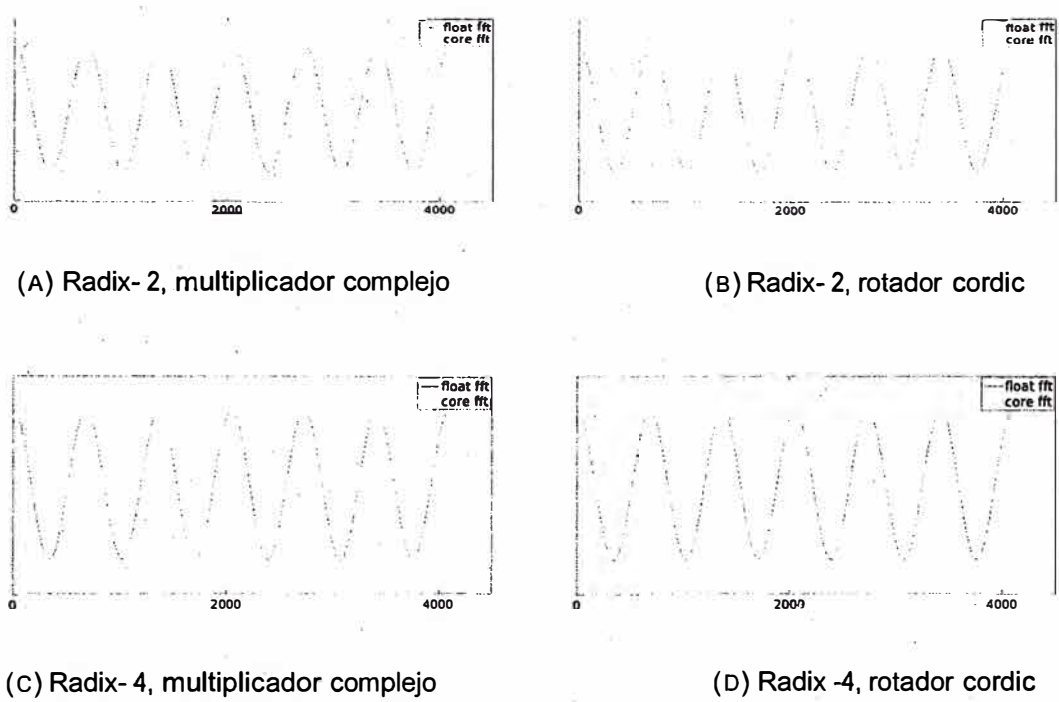 float fft
core fft
0
2000
4000
(A) Radix- 2, multiplicador complejo
float fft
core fft
0
2000
4000
(B) Radix- 2, rotador cordic
float fft
core fft
0
2000
4000
(C) Radix- 4, multiplicador complejo
float fft
core fft
0
2000
4000
(D) Radix -4, rotador cordic